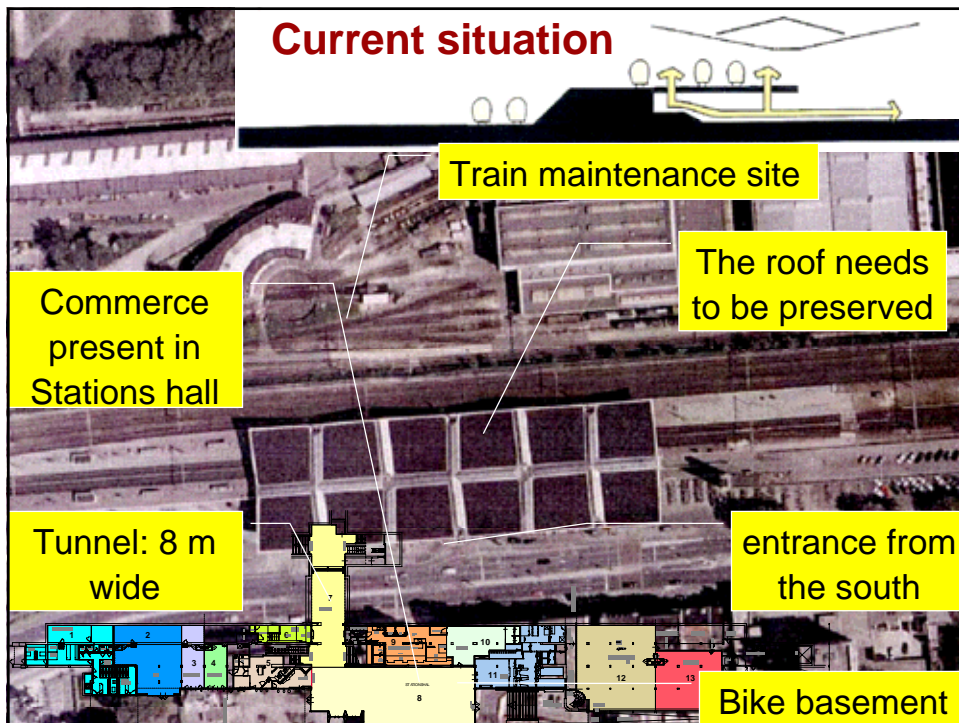 Current situation
Train maintenance site
The roof needs
to be preserved
Commerce
present in
Stations hall
Tunnel: 8 m
wide
entrance from
the south
7
1
2
3
4
5
6
9
10
11
12
13
STATIONSHAL
8
Bike basement